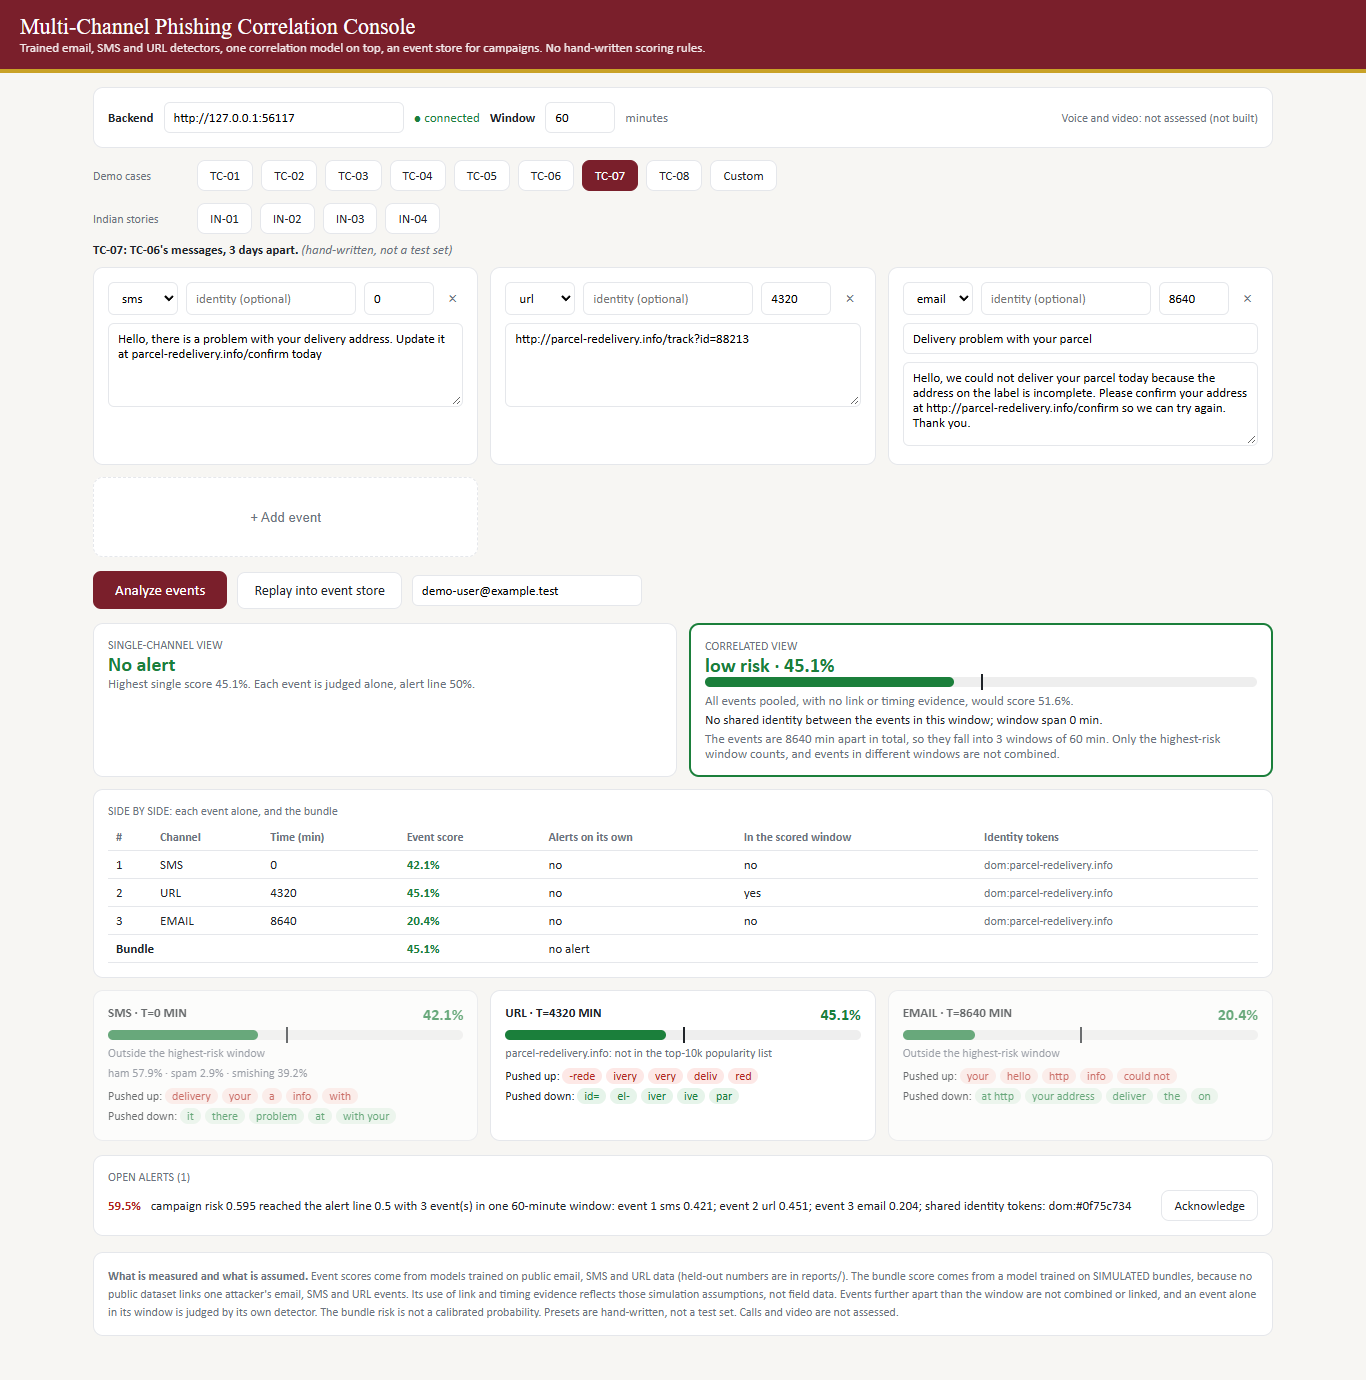 Multi-Channel Phishing Correlation Console
Trained email, SMS and URL detectors, one correlation model on top, an event store for campaigns. No hand-written scoring rules.
Backend http://127.0.0.1:56117 ● connected Window 60 minutes Voice and video: not assessed (not built)
Demo cases TC-01 TC-02 TC-03 TC-04 TC-05 TC-06 TC-07 TC-08 Custom
Indian stories IN-01 IN-02 IN-03 IN-04
TC-07: TC-06's messages, 3 days apart. (hand-written, not a test set)
sms identity (optional) 0 ×
Hello, there is a problem with your delivery address. Update it
at parcel-redelivery.info/confirm today
url identity (optional) 4320 ×
http://parcel-redelivery.info/track?id=88213
email identity (optional) 8640 ×
Delivery problem with your parcel
Hello, we could not deliver your parcel today because the
address on the label is incomplete. Please confirm your address
at http://parcel-redelivery.info/confirm so we can try again.
Thank you.
+ Add event
Analyze events Replay into event store demo-user@example.test
SINGLE-CHANNEL VIEW
No alert
Highest single score 45.1%. Each event is judged alone, alert line 50%.
CORRELATED VIEW
low risk · 45.1%
All events pooled, with no link or timing evidence, would score 51.6%.
No shared identity between the events in this window; window span 0 min.
The events are 8640 min apart in total, so they fall into 3 windows of 60 min. Only the highest-risk
window counts, and events in different windows are not combined.
SIDE BY SIDE: each event alone, and the bundle
# Channel Time (min) Event score Alerts on its own In the scored window Identity tokens
1 SMS 0 42.1% no no dom:parcel-redelivery.info
2 URL 4320 45.1% no yes dom:parcel-redelivery.info
3 EMAIL 8640 20.4% no no dom:parcel-redelivery.info
Bundle 45.1% no alert
SMS · T=0 MIN 42.1%
Outside the highest-risk window
ham 57.9% · spam 2.9% · smishing 39.2%
Pushed up: delivery your a info with
Pushed down: it there problem at with your
URL · T=4320 MIN 45.1%
parcel-redelivery.info: not in the top-10k popularity list
Pushed up: -rede ivery very deliv red
Pushed down: id= el- iver ive par
EMAIL · T=8640 MIN 20.4%
Outside the highest-risk window
Pushed up: your hello http info could not
Pushed down: at http your address deliver the on
OPEN ALERTS (1)
59.5% campaign risk 0.595 reached the alert line 0.5 with 3 event(s) in one 60-minute window: event 1 sms 0.421; event 2 url 0.451; event 3 email 0.204; shared identity tokens: dom:#0f75c734 Acknowledge
What is measured and what is assumed. Event scores come from models trained on public email, SMS and URL data (held-out numbers are in reports/). The bundle score comes from a model trained on SIMULATED bundles, because no
public dataset links one attacker's email, SMS and URL events. Its use of link and timing evidence reflects those simulation assumptions, not field data. Events further apart than the window are not combined or linked, and an event alone
in its window is judged by its own detector. The bundle risk is not a calibrated probability. Presets are hand-written, not a test set. Calls and video are not assessed.